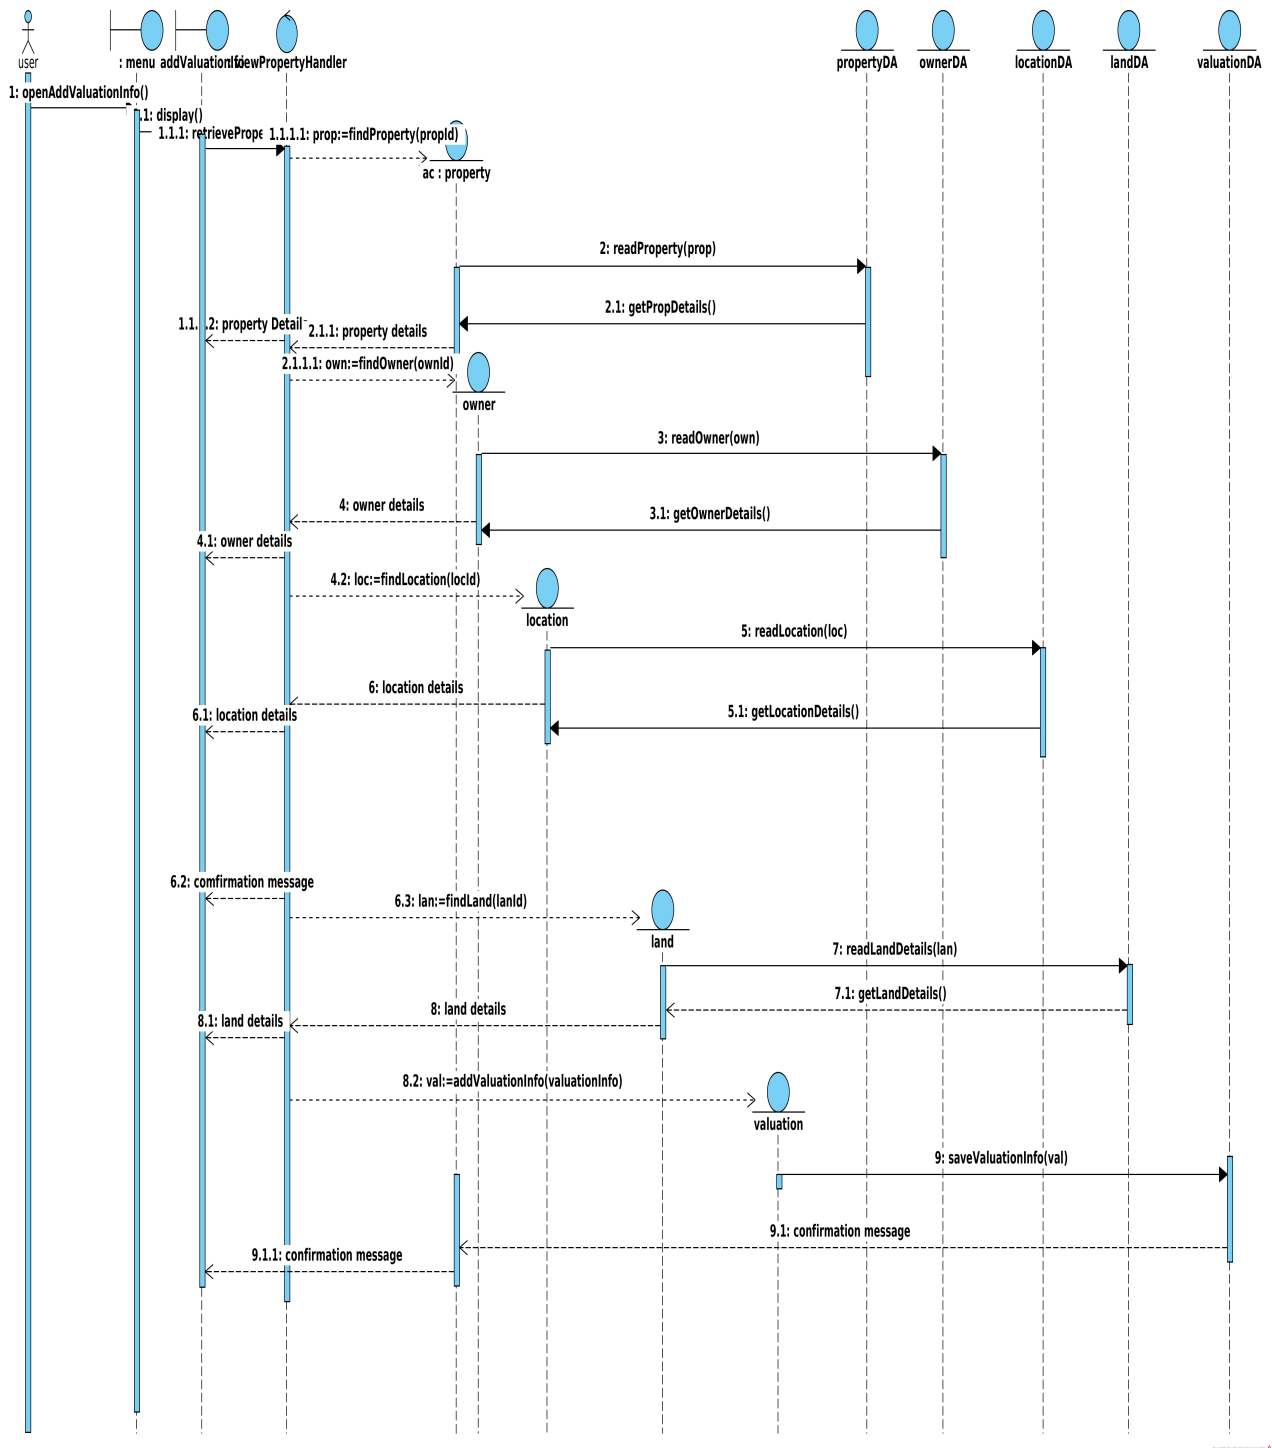 user
: menu
addValuationInfo
viewPropertyHandler
propertyDA
ownerDA
locationDA
landDA
valuationDA
1: openAddValuationInfo()
.1: display()
1.1.1: retrievePrope
1.1.1.1: prop:=findProperty(propId)
ac : property
2: readProperty(prop)
2.1: getPropDetails()
property Detail
2.1.1: property details
2.1.1.1: own:=findOwner(ownId)
owner
3: readOwner(own)
4: owner details
3.1: getOwnerDetails()
4.1: owner details
4.2: loc:=findLocation(locId)
location
5: readLocation(loc)
6: location details
5.1: getLocationDetails()
6.1: location details
6.2: comfirmation message
6.3: lan:=findLand(lanId)
land
7: readLandDetails(lan)
7.1: getLandDetails()
8: land details
8.1: land details
8.2: val:=addValuationInfo(valuationInfo)
valuation
9: saveValuationInfo(val)
9.1: confirmation message
9.1.1: confirmation message